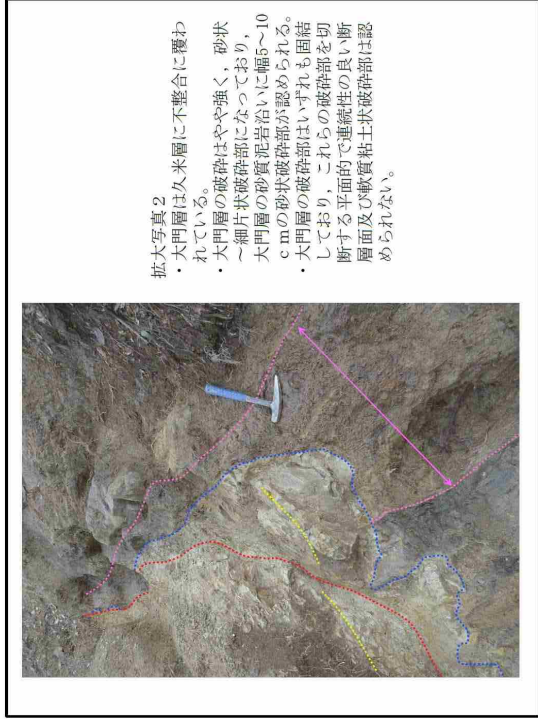 拡大写真2
・大門層は久米層に不整合に覆わ
れている。
・大門層の破砕はやや強く，砂状
～細片状破砕部になっており，
大門層の砂質泥岩沿いに幅5～10
cmの砂状破砕部が認められる。
・大門層の破砕部はいずれも固結
しており，これらの破砕部を切
断する平面的で連続性の良い断
層面及び軟質粘土状破砕部は認
められない。